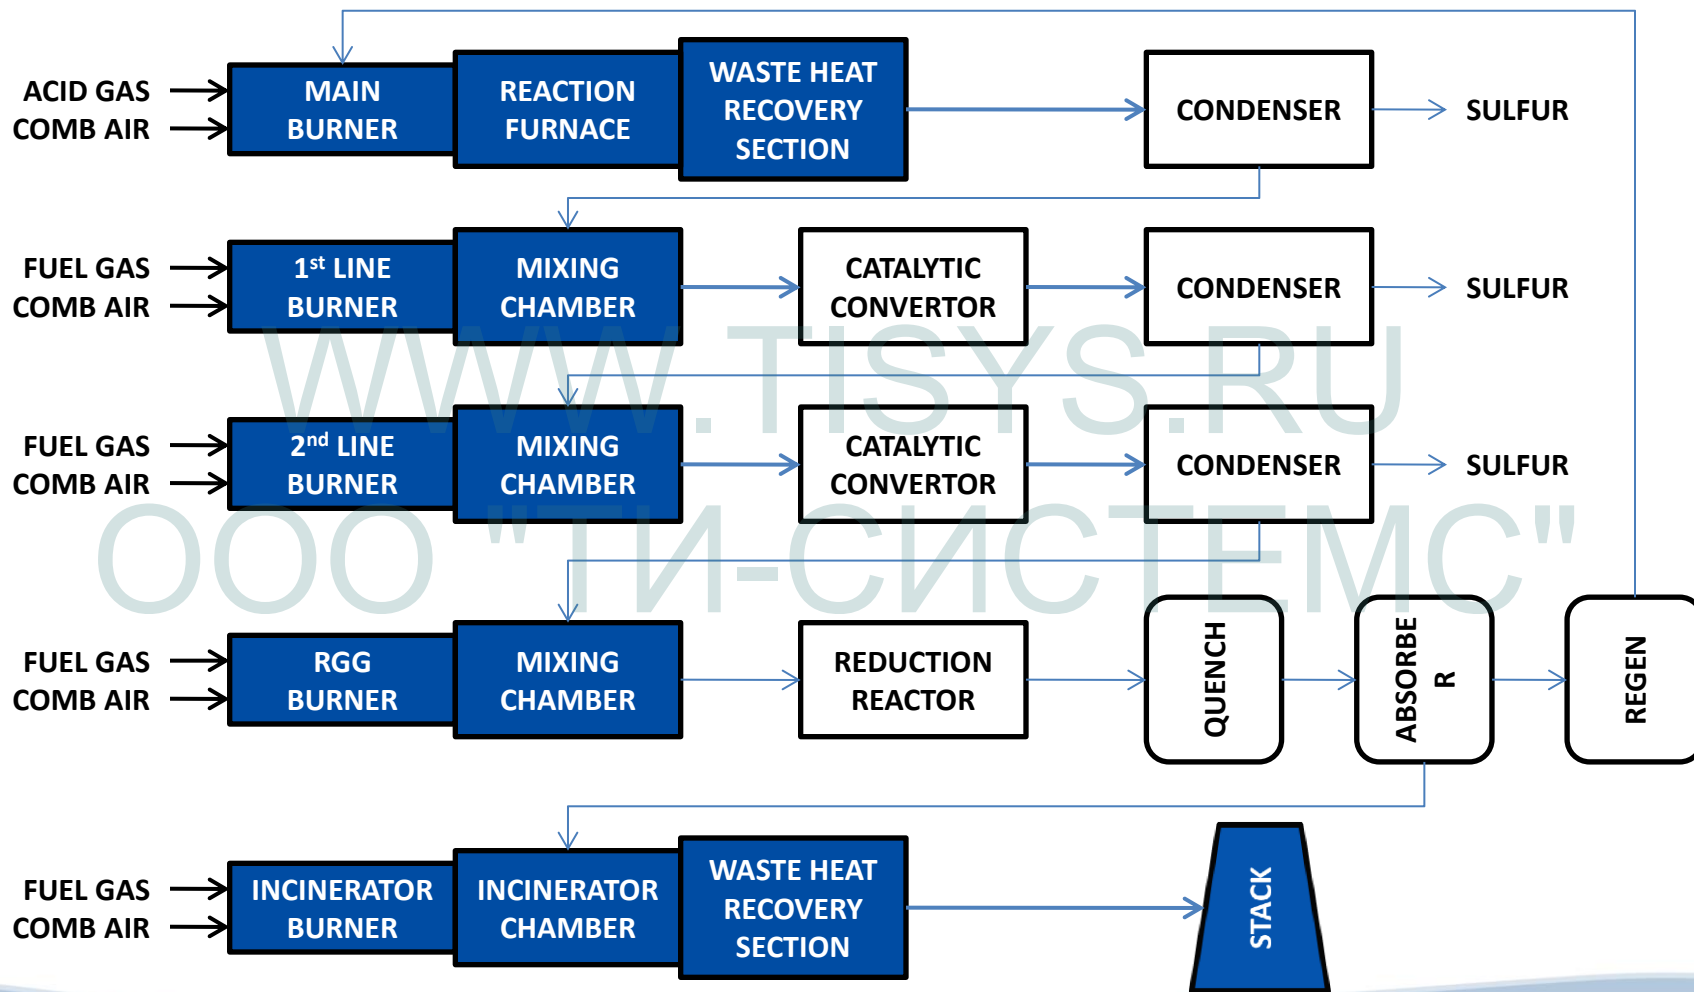 ACID GAS
COMB AIR
MAIN
BURNER
REACTION
FURNACE
WASTE HEAT
RECOVERY
SECTION
CONDENSER
SULFUR
FUEL GAS
COMB AIR
1st LINE
BURNER
MIXING
CHAMBER
CATALYTIC
CONVERTOR
CONDENSER
SULFUR
WWW.TISYS.RU
FUEL GAS
COMB AIR
2nd LINE
BURNER
MIXING
CHAMBER
CATALYTIC
CONVERTOR
CONDENSER
SULFUR
ООО "ТИ-СИСТЕМС"
FUEL GAS
COMB AIR
RGG
BURNER
MIXING
CHAMBER
REDUCTION
REACTOR
QUENCH
ABSORBE
R
REGEN
FUEL GAS
COMB AIR
INCINERATOR
BURNER
INCINERATOR
CHAMBER
WASTE HEAT
RECOVERY
SECTION
STACK